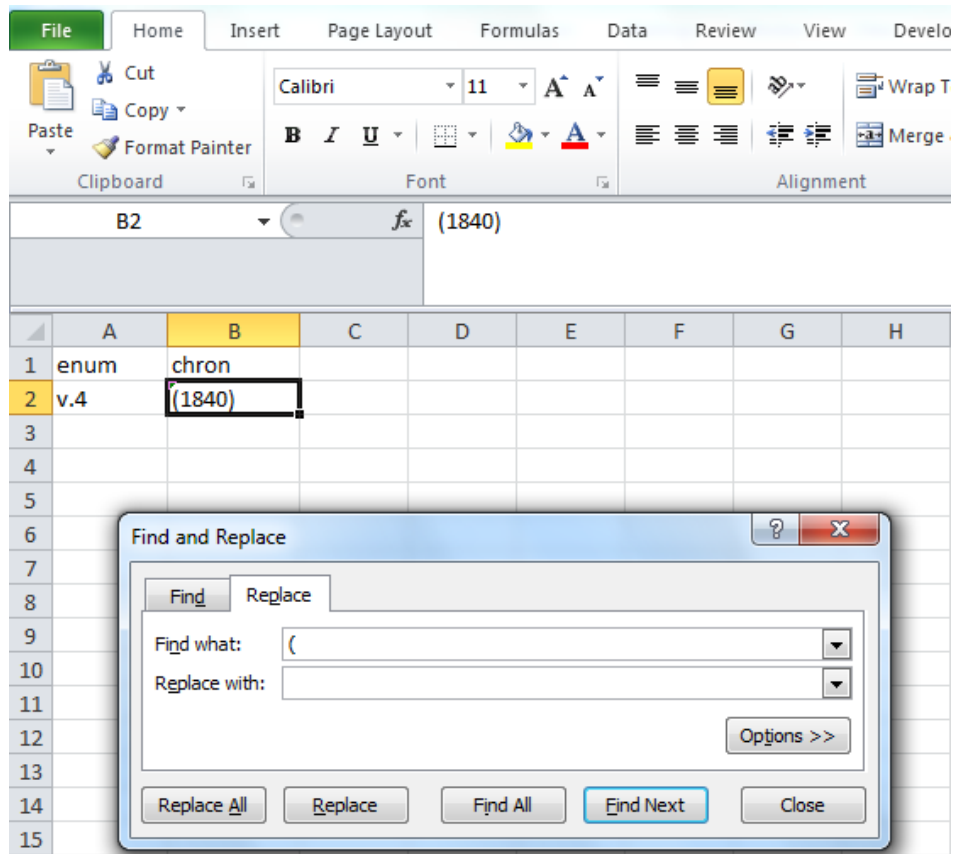 File Home Insert Page Layout Formulas Data Review View Develo
Cut
Calibri 11 A A Wrap T
Copy
Paste
Format Painter B I U A Merge
Clipboard Font Alignment
B2 fx (1840)
A B C D E F G H
1 enum chron
2 v.4 (1840)
3
4
5
6
7
8
9
10
11
12
13
14
15
Find and Replace ? X
Find Replace
Find what: (
Replace with:
Options >>
Replace All Replace Find All Find Next Close